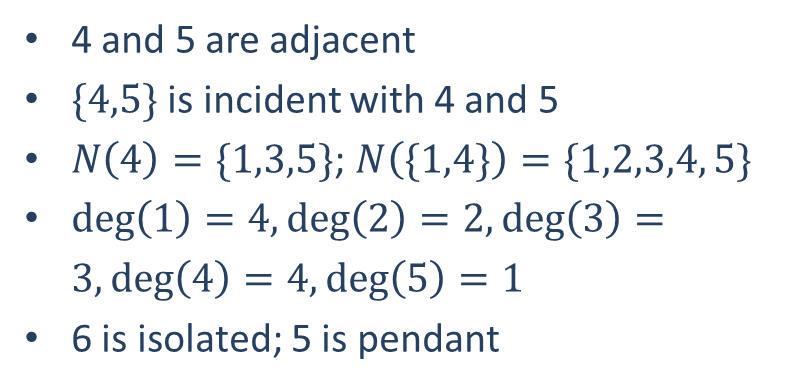 • 4 and 5 are adjacent
• {4,5} is incident with 4 and 5
• N(4) = {1,3,5}; N({1,4}) = {1,2,3,4, 5}
• deg(1) = 4, deg(2) = 2, deg(3) =
3, deg(4) = 4, deg(5) = 1
• 6 is isolated; 5 is pendant